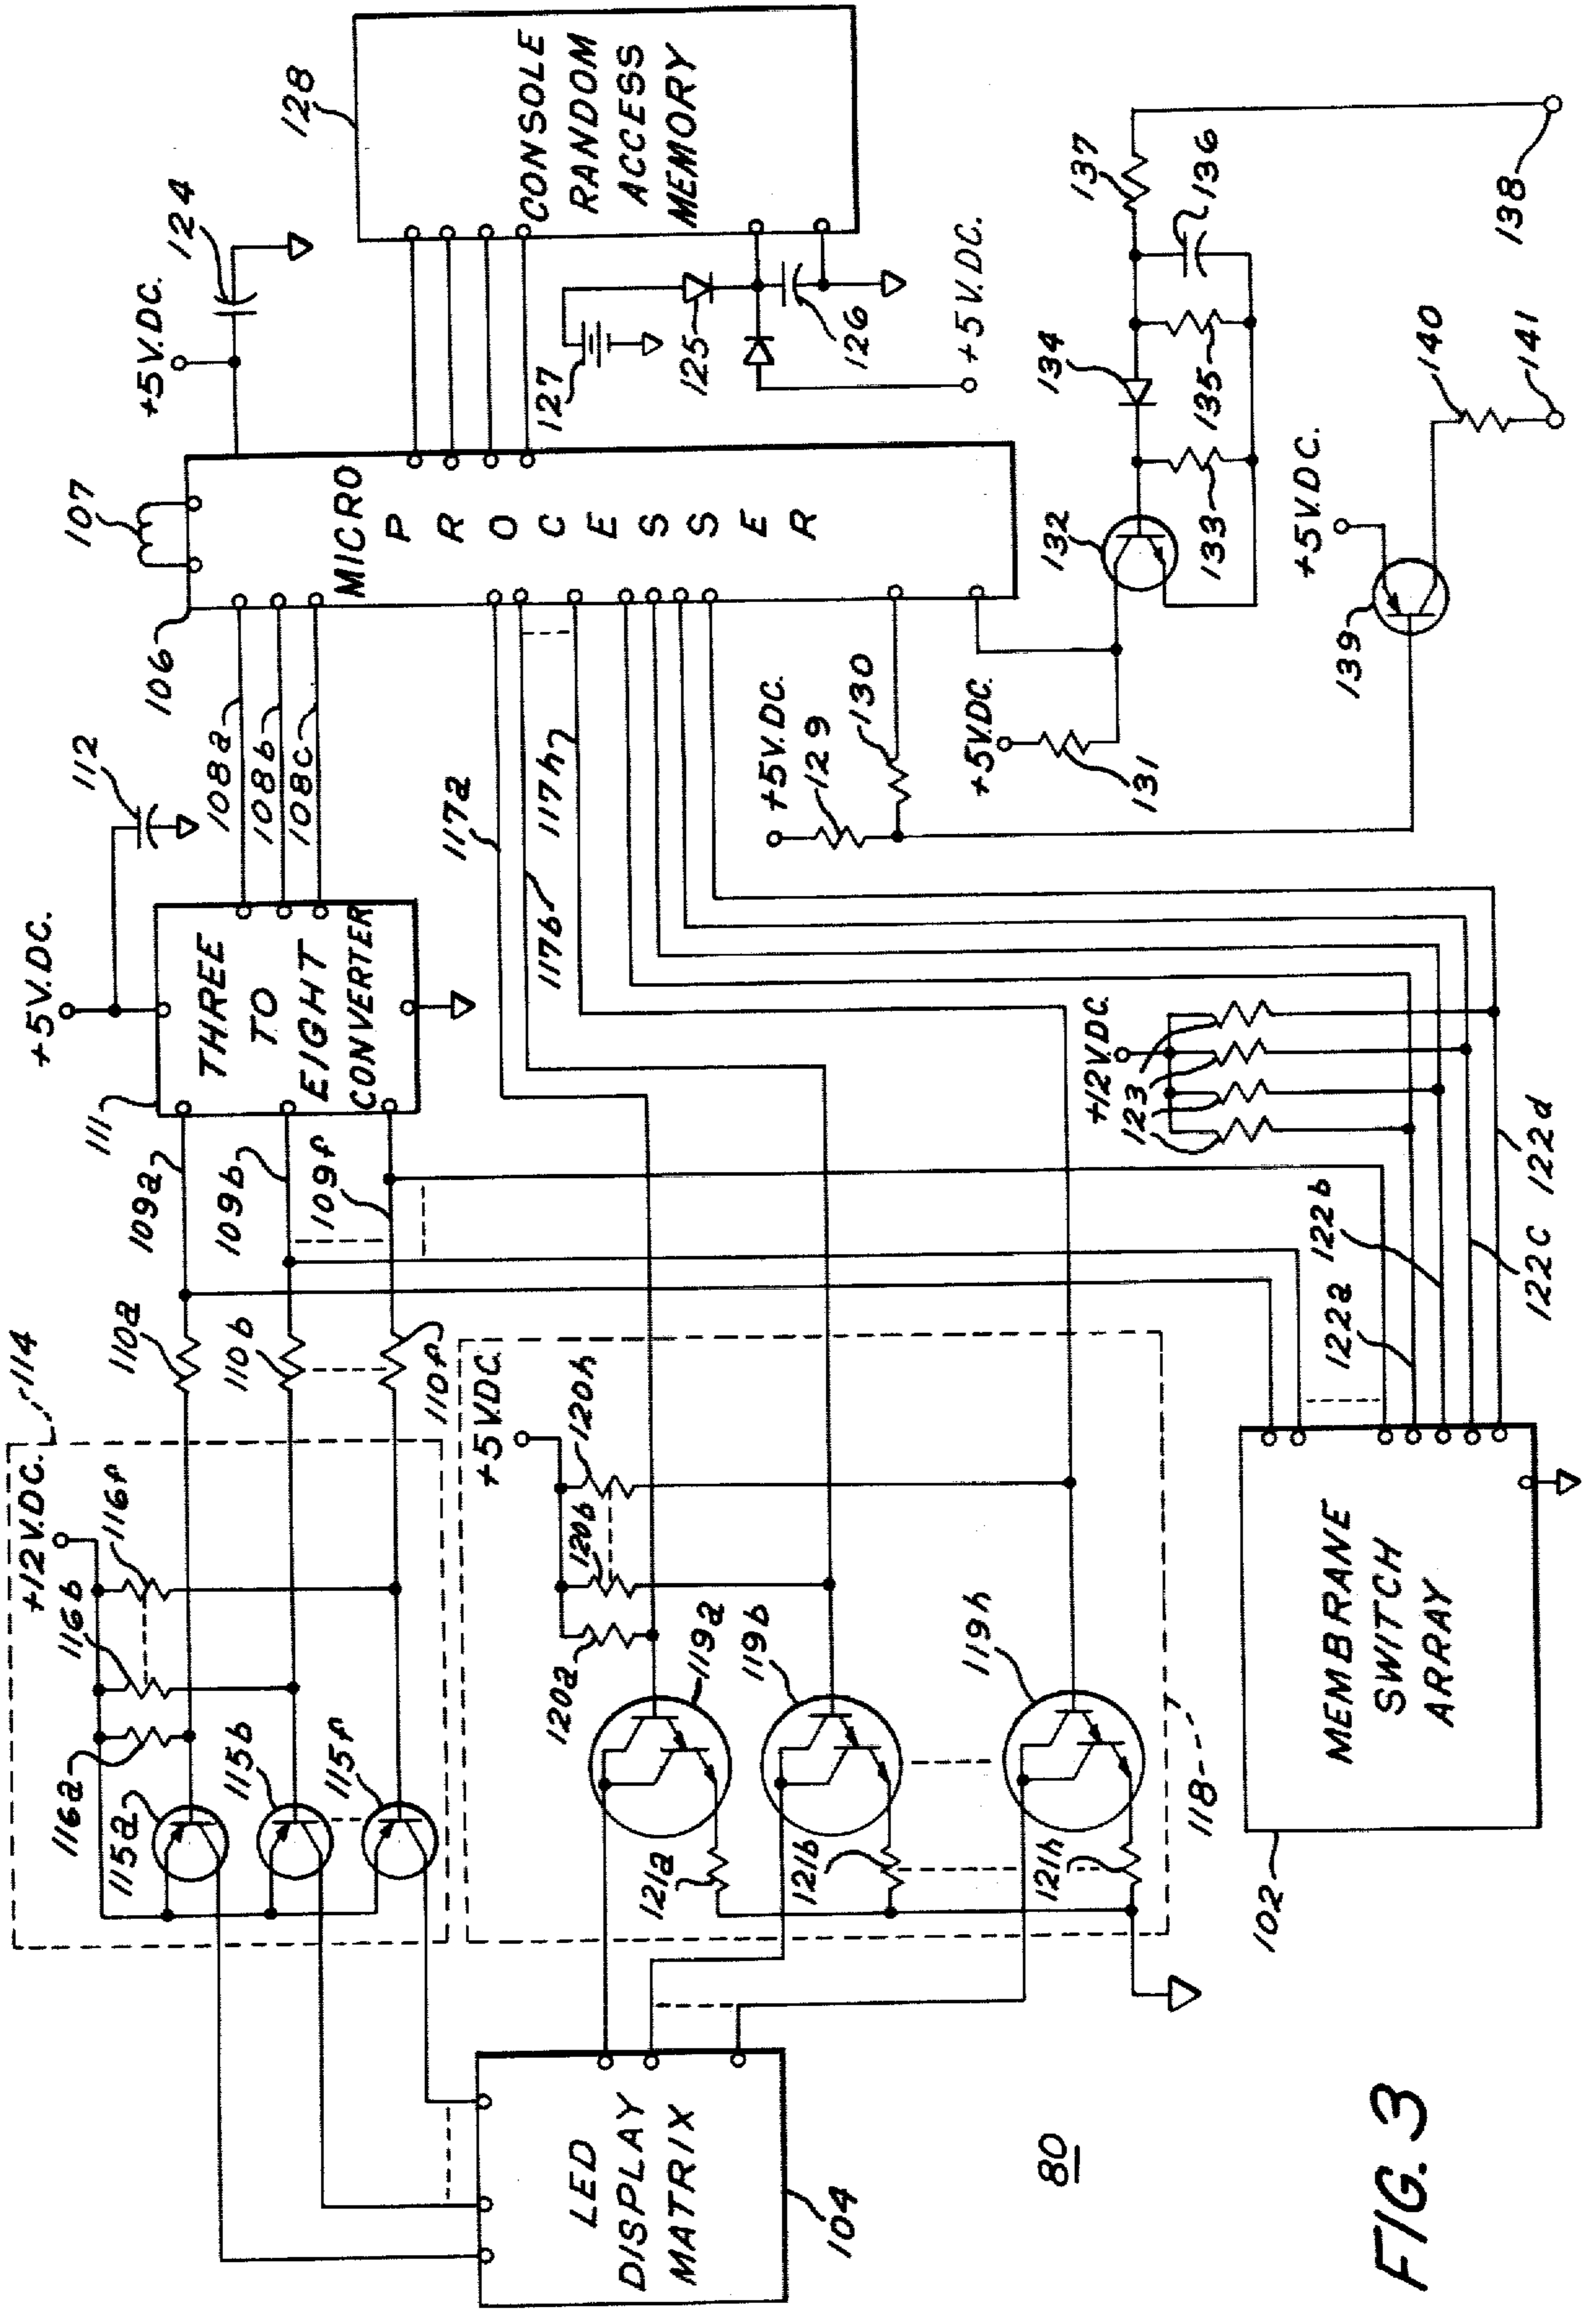 +12V.D.C.
114
116a
116b
116f
115a
115b
115f
110a
110b
110f
109a
109b
109f
+5V.DC.
111
THREE
TO
EIGHT
CONVERTER
112
108a
108b
108c
106
107
MICRO
P
R
O
C
E
S
S
E
R
+5V.DC.
124
128
CONSOLE
RANDOM
ACCESS
MEMORY
127
125
126
+5V.DC.
LED
DISPLAY
MATRIX
104
+5V.DC.
120a
120b
120h
119a
119b
119h
121a
121b
121h
118
117a
117b
117h
+5V.DC.
129
130
+5V.DC.
131
132
133
134
135
136
137
138
+5V.DC.
139
140
141
MEMBRANE
SWITCH
ARRAY
102
+12V.DC.
123
122a
122b
122c
122d
80
FIG. 3